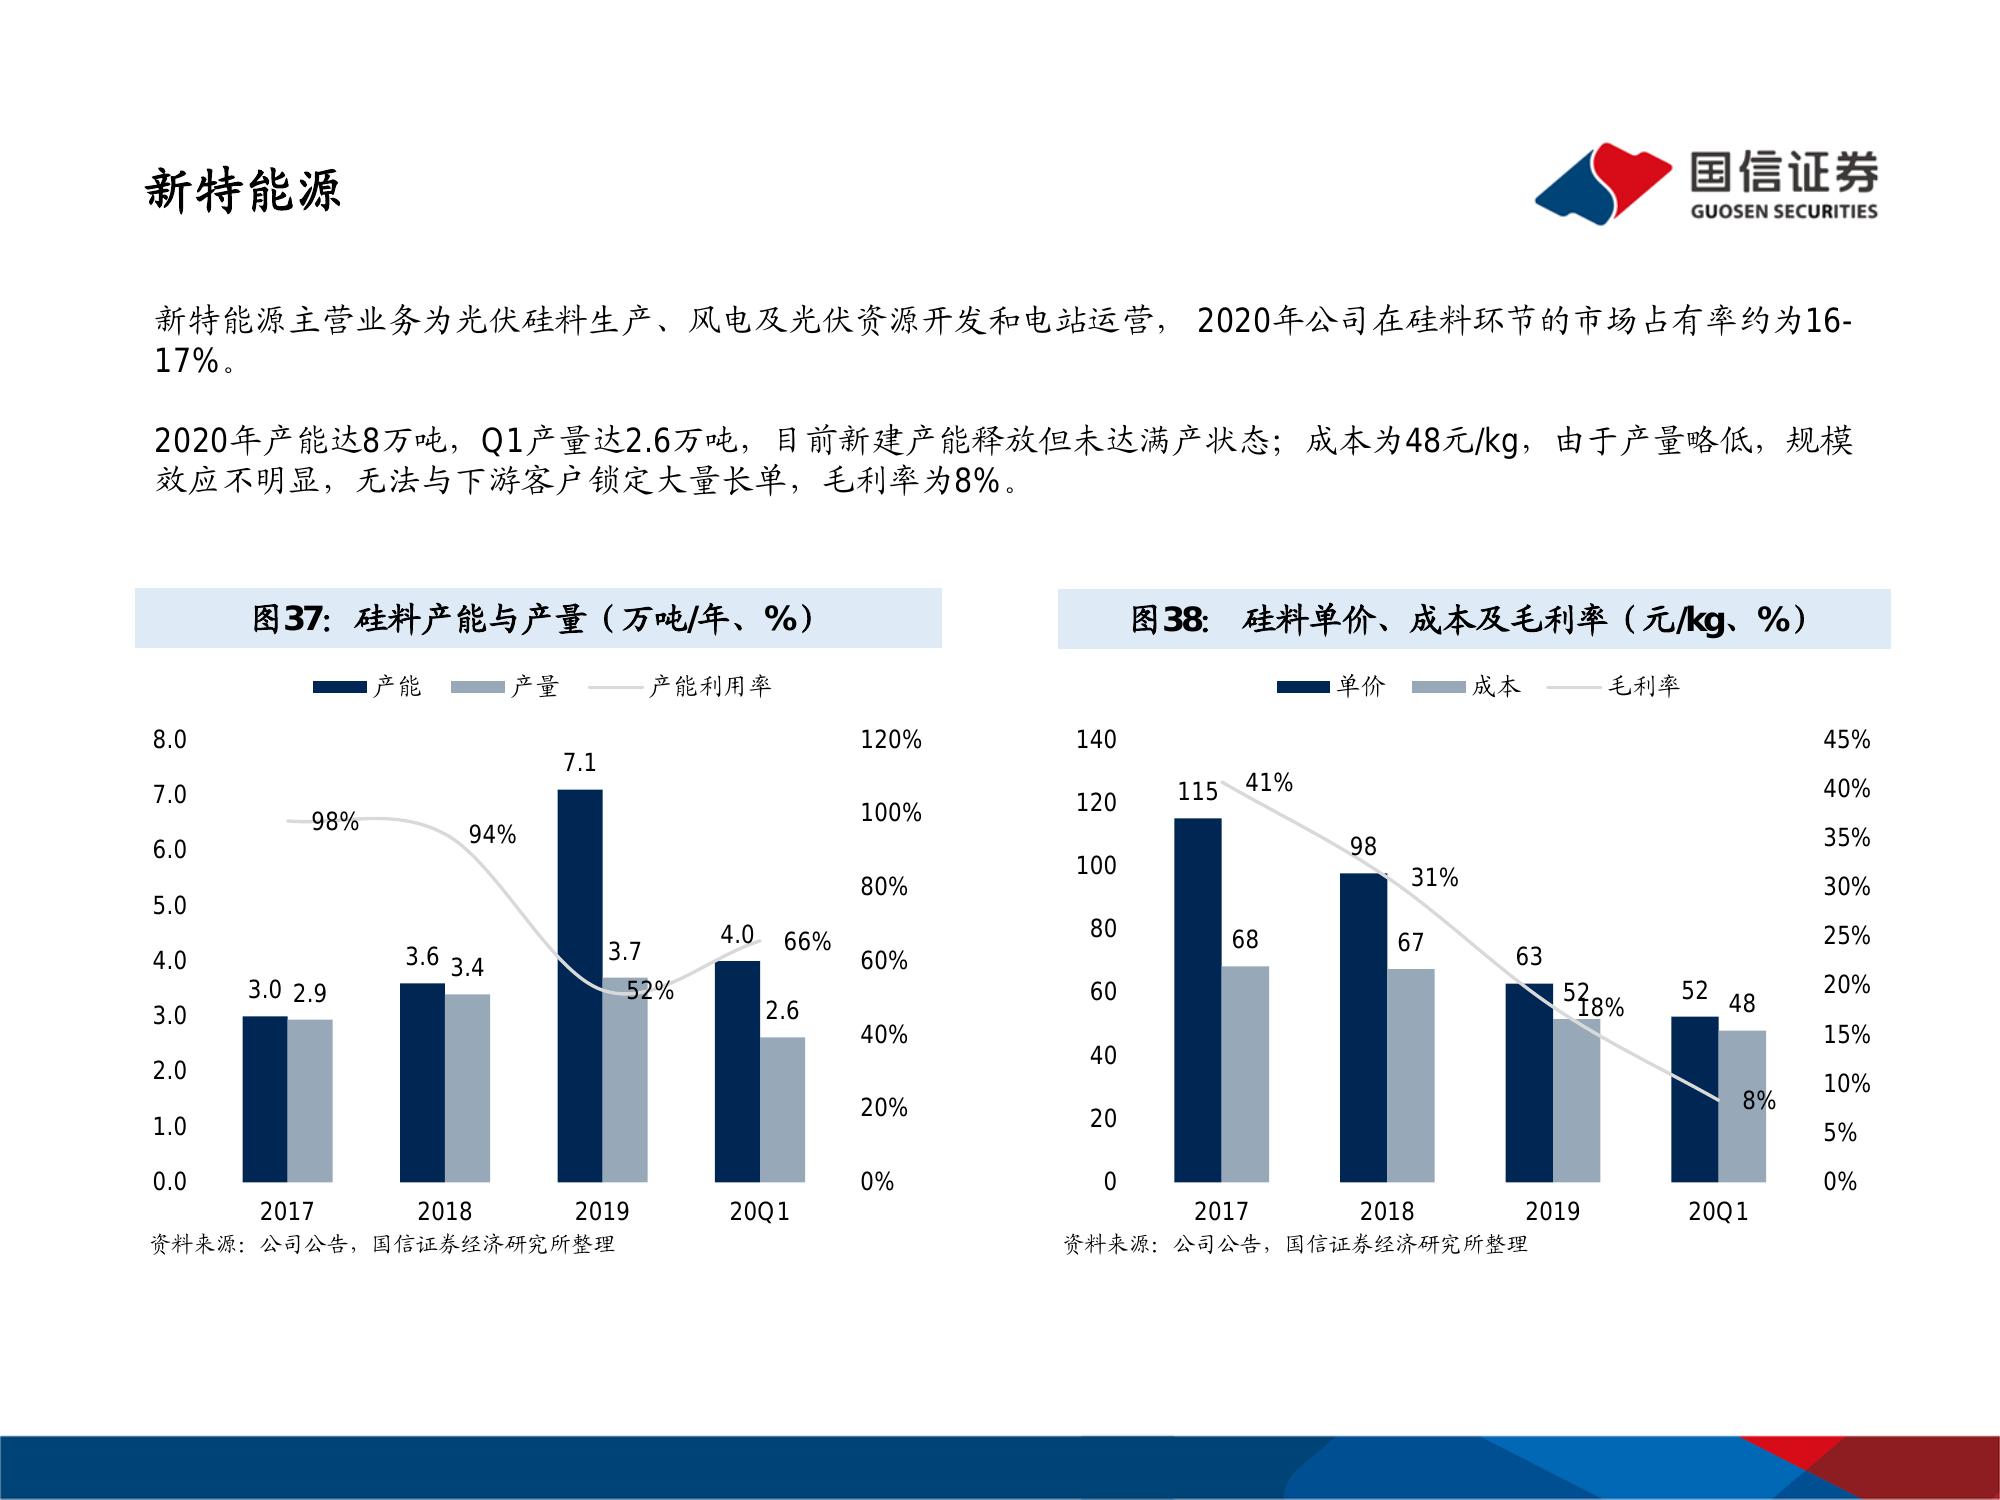 新特能源
国信证券
GUOSEN SECURITIES
新特能源主营业务为光伏硅料生产、风电及光伏资源开发和电站运营， 2020年公司在硅料环节的市场占有率约为16-
17%。
2020年产能达8万吨，Q1产量达2.6万吨，目前新建产能释放但未达满产状态；成本为48元/kg，由于产量略低，规模
效应不明显，无法与下游客户锁定大量长单，毛利率为8%。
图37：硅料产能与产量（万吨/年、%）
产能 产量 产能利用率
8.0
7.0
6.0
5.0
4.0
3.0
2.0
1.0
0.0
120%
100%
80%
60%
40%
20%
0%
3.0 2.9
3.6 3.4
7.1 3.7
4.0 2.6
98% 94% 52% 66%
2017 2018 2019 20Q1
资料来源：公司公告，国信证券经济研究所整理
图38： 硅料单价、成本及毛利率（元/kg、%）
单价 成本 毛利率
140
120
100
80
60
40
20
0
45%
40%
35%
30%
25%
20%
15%
10%
5%
0%
115 68
98 67
63 52
52 48
41% 31% 18% 8%
2017 2018 2019 20Q1
资料来源：公司公告，国信证券经济研究所整理